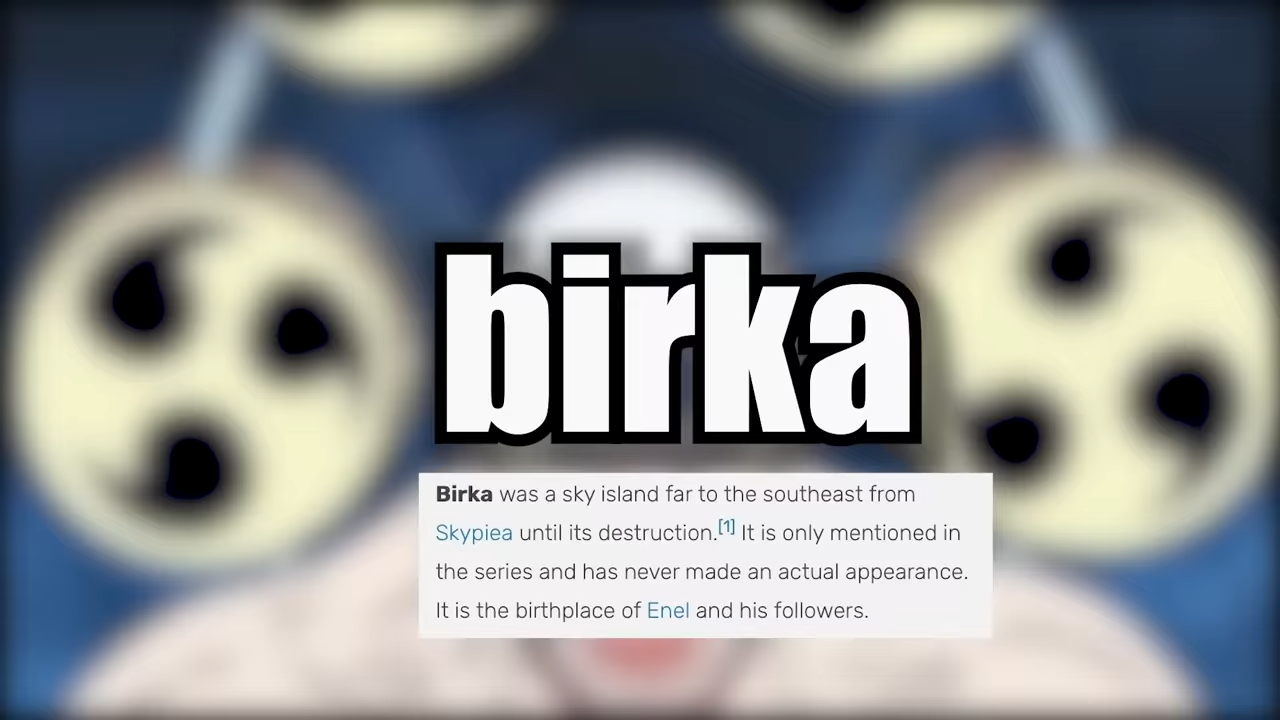 birka
Birka was a sky island far to the southeast from
Skypiea until its destruction.[1] It is only mentioned in
the series and has never made an actual appearance.
It is the birthplace of Enel and his followers.